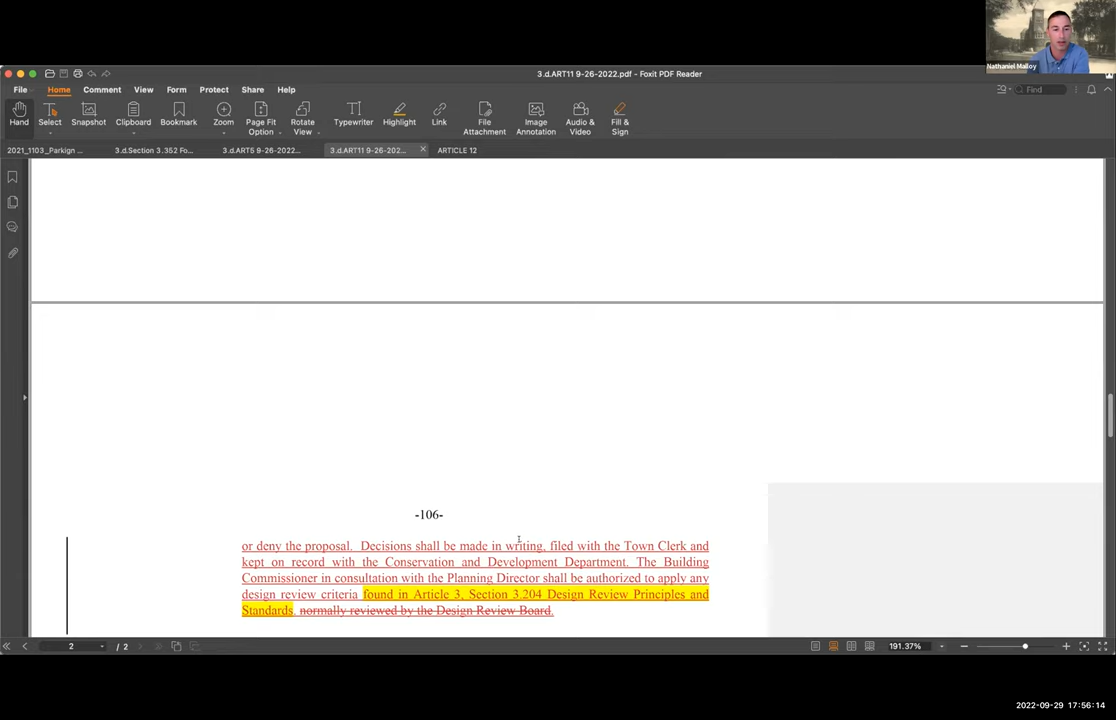 Nathaniel Malloy
3.d.ART11 9-26-2022.pdf - Foxit PDF Reader
File Home Comment View Form Protect Share Help
Find
Hand Select Snapshot Clipboard Bookmark Zoom Page Fit Option Rotate View Typewriter Highlight Link File Attachment Image Annotation Audio & Video Fill & Sign
2021_1103_Parkign ... 3.d.Section 3.352 Fo... 3.d.ART5 9-26-2022... 3.d.ART11 9-26-202... ARTICLE 12
-106-
or deny the proposal. Decisions shall be made in writing, filed with the Town Clerk and
kept on record with the Conservation and Development Department. The Building
Commissioner in consultation with the Planning Director shall be authorized to apply any
design review criteria found in Article 3, Section 3.204 Design Review Principles and
Standards. normally reviewed by the Design Review Board.
2 / 2 191.37%
2022-09-29 17:56:14